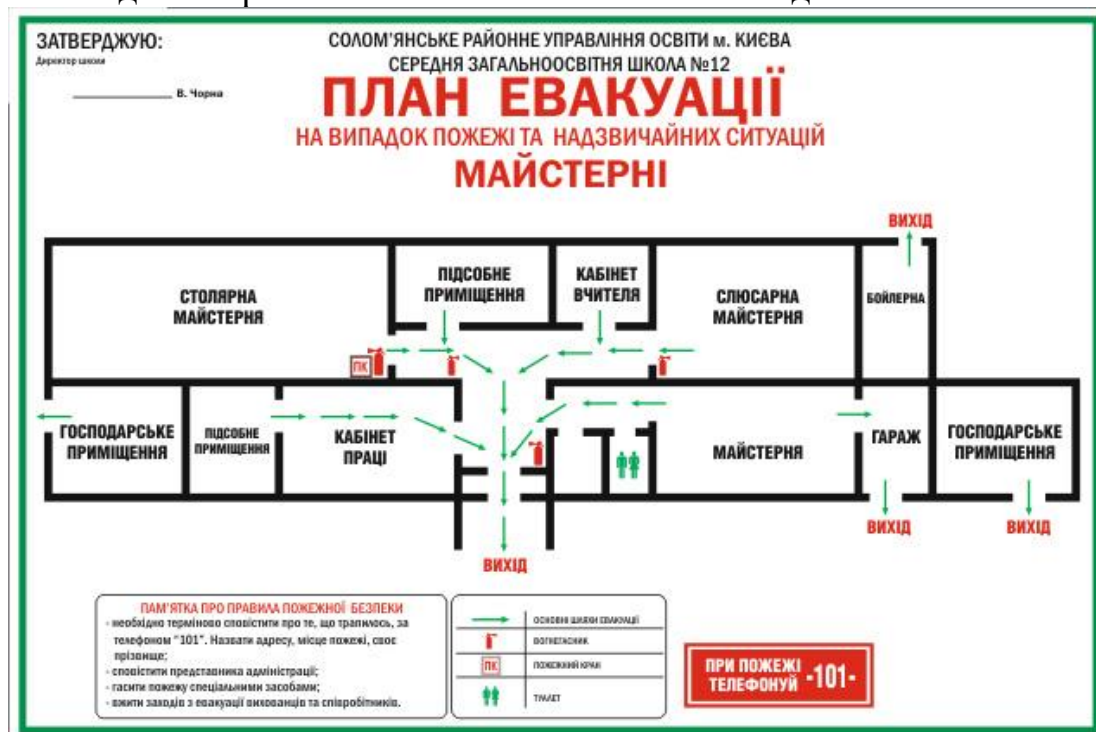 ЗАТВЕРДЖУЮ:
Директор школи
В. Чорна
СОЛОМ'ЯНСЬКЕ РАЙОННЕ УПРАВЛІННЯ ОСВІТИ м. КИЄВА
СЕРЕДНЯ ЗАГАЛЬНООСВІТНЯ ШКОЛА №12
ПЛАН ЕВАКУАЦІЇ
НА ВИПАДОК ПОЖЕЖІ ТА НАДЗВИЧАЙНИХ СИТУАЦІЙ
МАЙСТЕРНІ
ВИХІД
СТОЛЯРНА
МАЙСТЕРНЯ
ПІДСОБНЕ
ПРИМІЩЕННЯ
КАБІНЕТ
ВЧИТЕЛЯ
СЛЮСАРНА
МАЙСТЕРНЯ
БОЙЛЕРНА
ПК
ГОСПОДАРСЬКЕ
ПРИМІЩЕННЯ
ПІДСОБНЕ
ПРИМІЩЕННЯ
КАБІНЕТ
ПРАЦІ
МАЙСТЕРНЯ
ГАРАЖ
ГОСПОДАРСЬКЕ
ПРИМІЩЕННЯ
ВИХІД
ВИХІД
ВИХІД
ПАМ'ЯТКА ПРО ПРАВИЛА ПОЖЕЖНОЇ БЕЗПЕКИ
- необхідно терміново сповістити про те, що трапилось, за
телефоном "101". Назвати адресу, місце пожежі, своє
прізвище;
- сповістити представника адміністрації;
- гасити пожежу спеціальними засобами;
- вжити заходів з евакуації вихованців та співробітників.
ОСНОВНІ ШЛЯХИ ЕВАКУАЦІЇ
ВОГНЕГАСНИК
ПК ПОЖЕЖНИЙ КРАН
ТУАЛЕТ
ПРИ ПОЖЕЖІ
ТЕЛЕФОНУЙ -101-